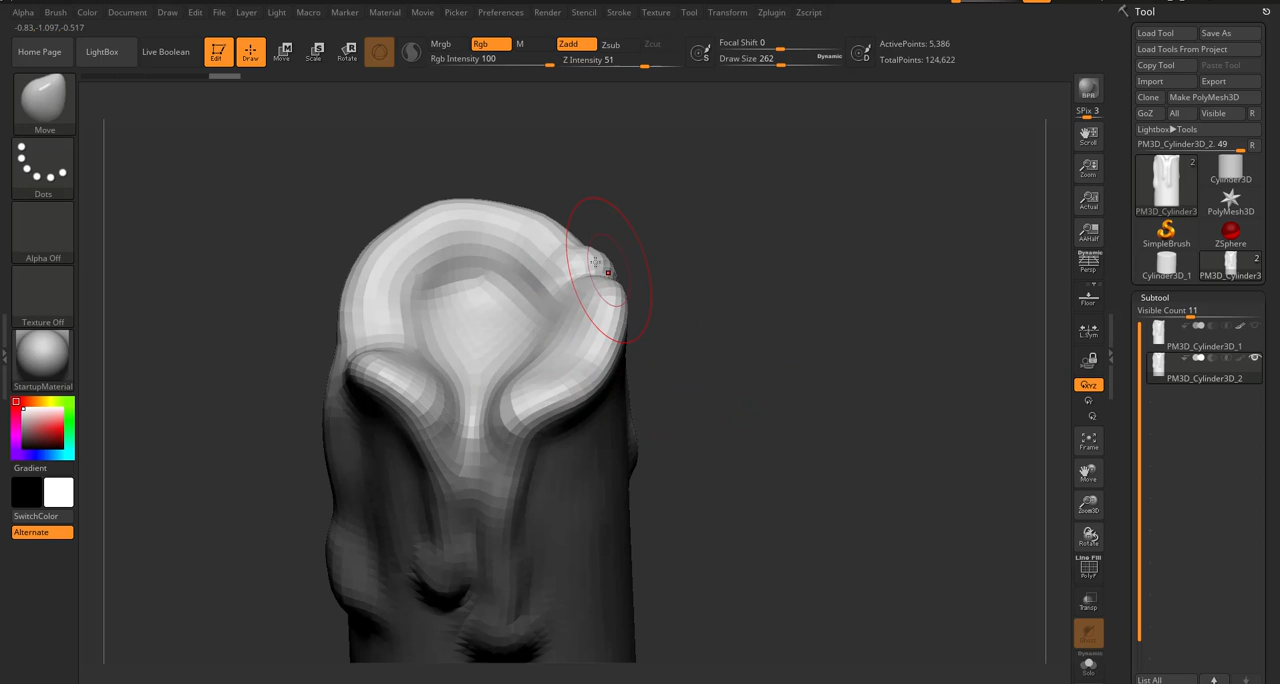 Alpha Brush Color Document Draw Edit File Layer Light Macro Marker Material Movie Picker Preferences Render Stencil Stroke Texture Tool Transform Zplugin Zscript
-0.83,-1.097,-0.517
Home Page LightBox Live Boolean Edit Draw Move Scale Rotate
Mrgb Rgb M Zadd Zsub Zcut
Rgb Intensity 100 Z Intensity 51
Focal Shift 0
Draw Size 262 Dynamic
S
D
ActivePoints: 5,386
TotalPoints: 124,622
Move
Dots
Alpha Off
Texture Off
StartupMaterial
Gradient
SwitchColor
Alternate
BPR
SPix 3
Scroll
Zoom
Actual
AAHalf
Dynamic
Persp
Floor
L.Sym
XYZ
Frame
Move
Zoom3D
Rotate
Line Fill
PolyF
Transp
Dynamic
Solo
Tool
Load Tool Save As
Load Tools From Project
Copy Tool Paste Tool
Import Export
Clone Make PolyMesh3D
GoZ All Visible R
Lightbox▶Tools
PM3D_Cylinder3D_2. 49 R
2
PM3D_Cylinder3
Cylinder3D
PolyMesh3D
SimpleBrush ZSphere
2
Cylinder3D_1 PM3D_Cylinder3
Subtool
Visible Count 11
PM3D_Cylinder3D_1
PM3D_Cylinder3D_2
List All